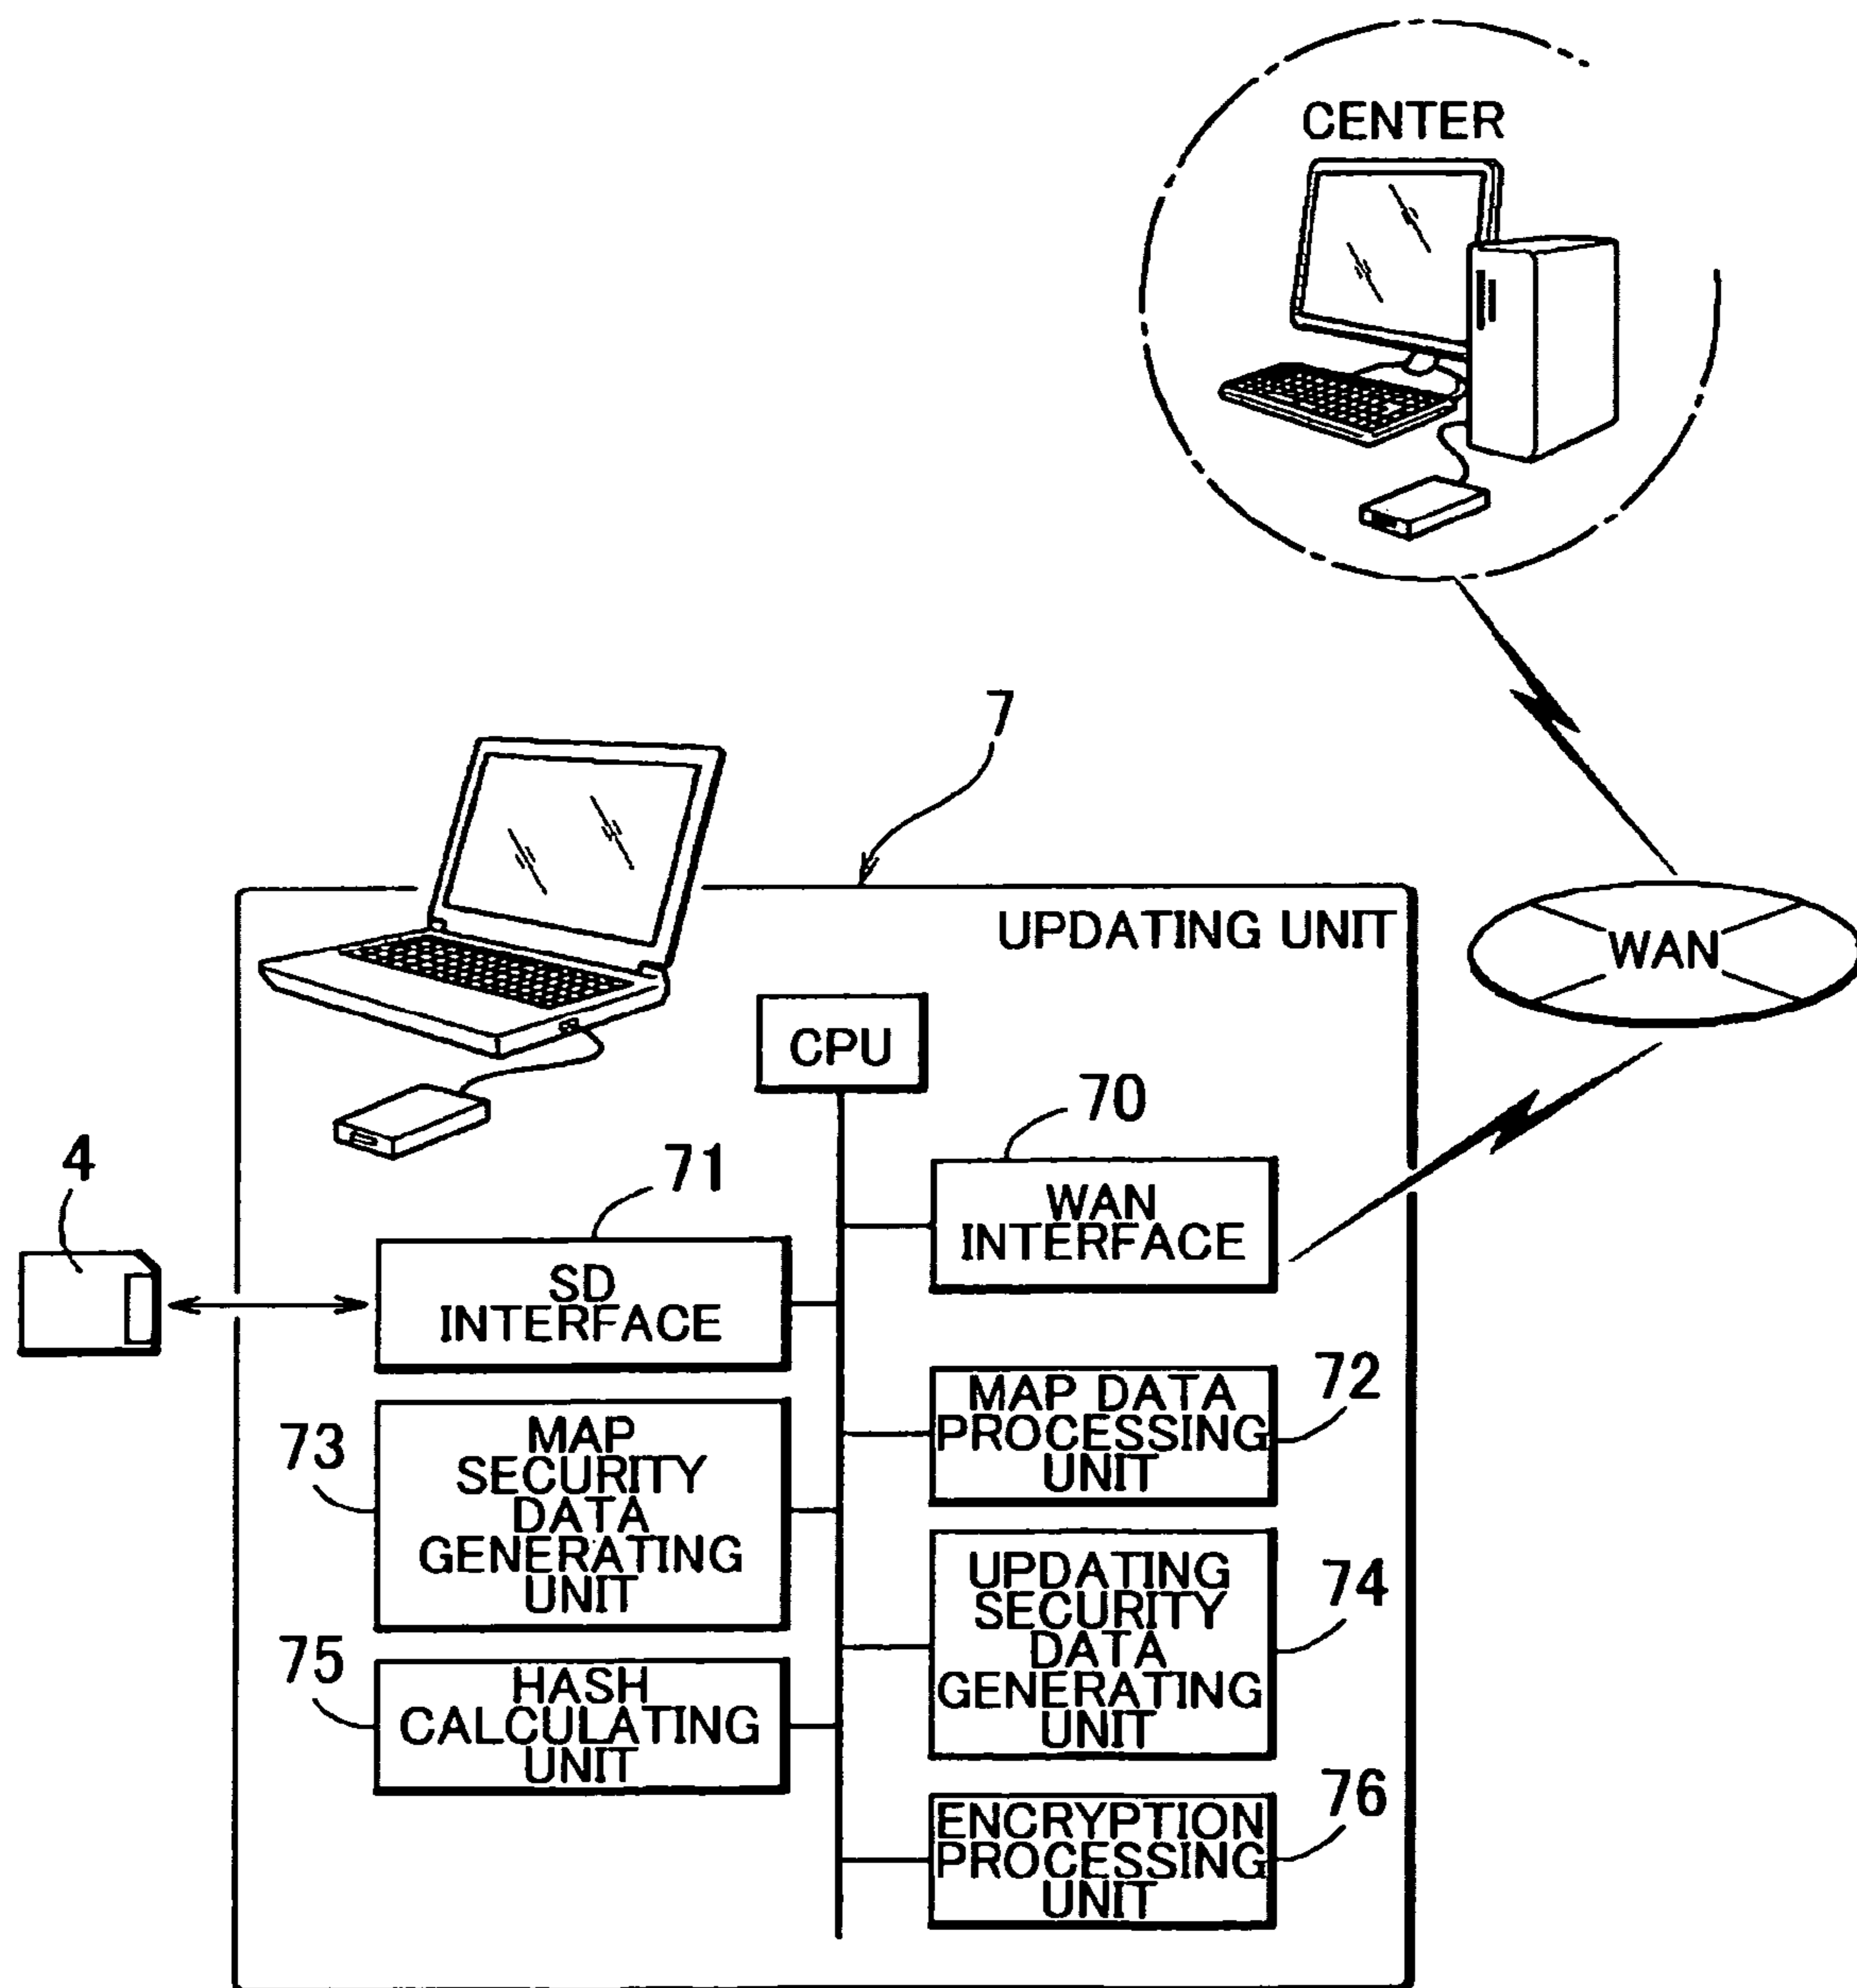 CENTER
7
UPDATING UNIT
WAN
CPU
70
WAN
INTERFACE
4
71
SD
INTERFACE
72
MAP DATA
PROCESSING
UNIT
73
MAP
SECURITY
DATA
GENERATING
UNIT
74
UPDATING
SECURITY
DATA
GENERATING
UNIT
75
HASH
CALCULATING
UNIT
76
ENCRYPTION
PROCESSING
UNIT